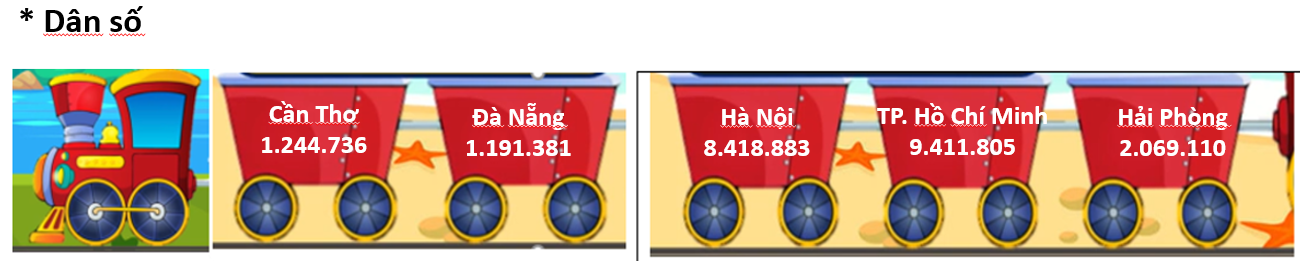 * Dân số
Cần Thơ
1.244.736
Đà Nẵng
1.191.381
Hà Nội
8.418.883
TP. Hồ Chí Minh
9.411.805
Hải Phòng
2.069.110